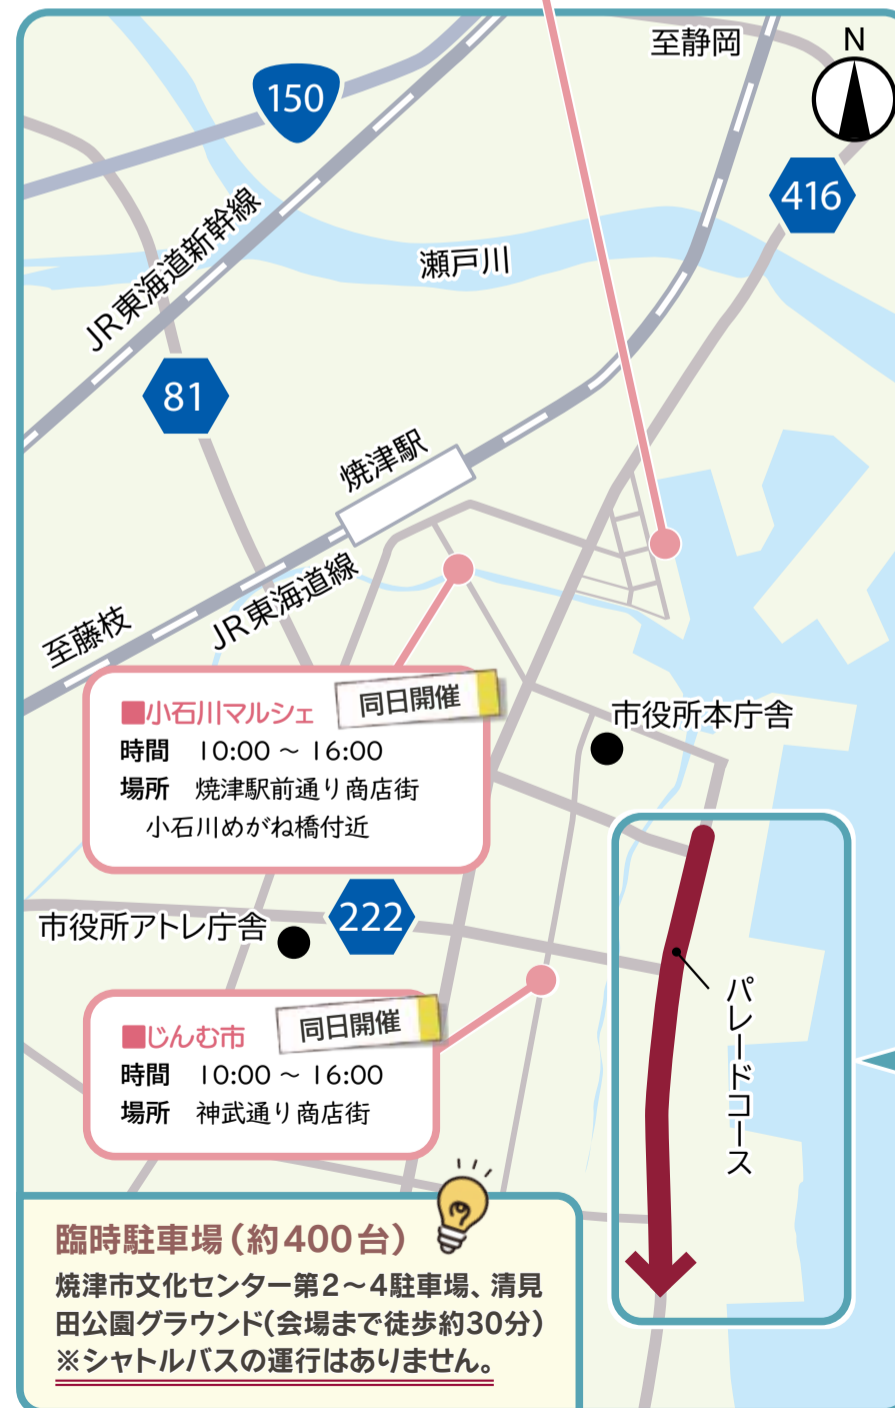 至静岡
N
150
416
JR東海道新幹線
瀬戸川
81
焼津駅
JR東海道線
至藤枝
■小石川マルシェ
同日開催
時間 10:00 ~ 16:00
場所 焼津駅前通り商店街
小石川めがね橋付近
市役所本庁舎
222
市役所アトレ庁舎
パレードコース
■じんむ市
同日開催
時間 10:00 ~ 16:00
場所 神武通り商店街
臨時駐車場(約400台)
焼津市文化センター第2~4駐車場、清見
田公園グラウンド(会場まで徒歩約30分)
※シャトルバスの運行はありません。